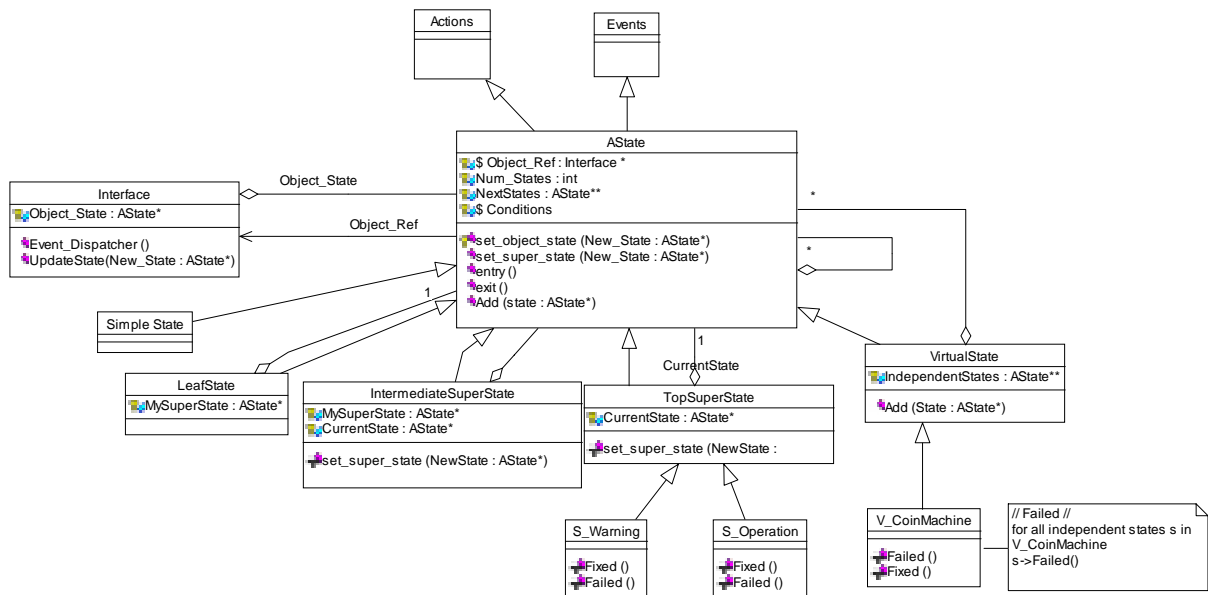 Actions
Events
AState
$ Object_Ref : Interface *
Num_States : int
NextStates : AState**
$ Conditions
set_object_state (New_State : AState*)
set_super_state (New_State : AState*)
entry ()
exit ()
Add (state : AState*)
Object_State
Object_Ref
Interface
Object_State : AState*
Event_Dispatcher ()
UpdateState(New_State : AState*)
*
*
1
Simple State
LeafState
MySuperState : AState*
IntermediateSuperState
MySuperState : AState*
CurrentState : AState*
set_super_state (NewState : AState*)
1
CurrentState
TopSuperState
CurrentState : AState*
set_super_state (NewState :
VirtualState
IndependentStates : AState**
Add (State : AState*)
S_Warning
Fixed ()
Failed ()
S_Operation
Fixed ()
Failed ()
V_CoinMachine
Failed ()
Fixed ()
// Failed //
for all independent states s in
V_CoinMachine
s->Failed()